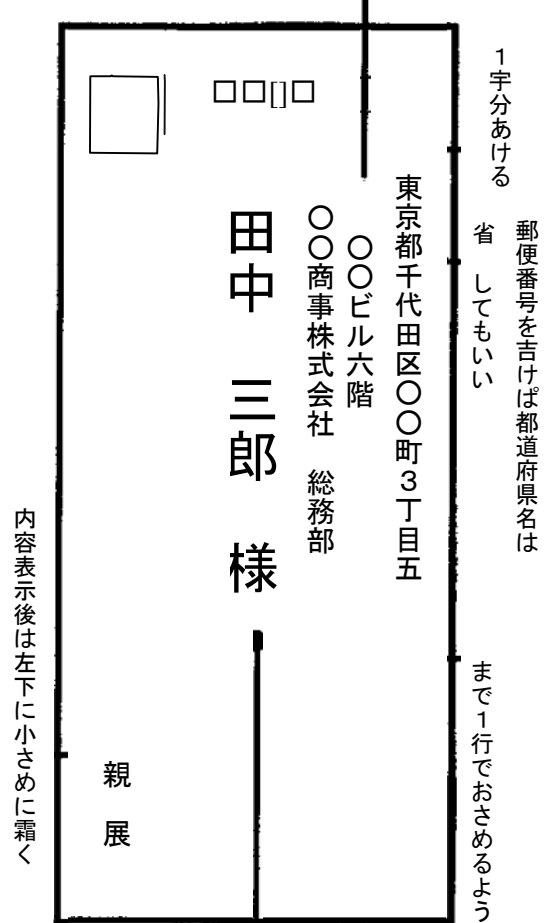 1字分あける
郵便番号を吉けば都道府県名は
省 してもいい
まで1行でおさめるよう
□□[]□
東京都千代田区〇〇町3丁目五
〇〇ビル六階
〇〇商事株式会社 総務部
田中 三郎 様
親展
内容表示後は左下に小さめに霜く